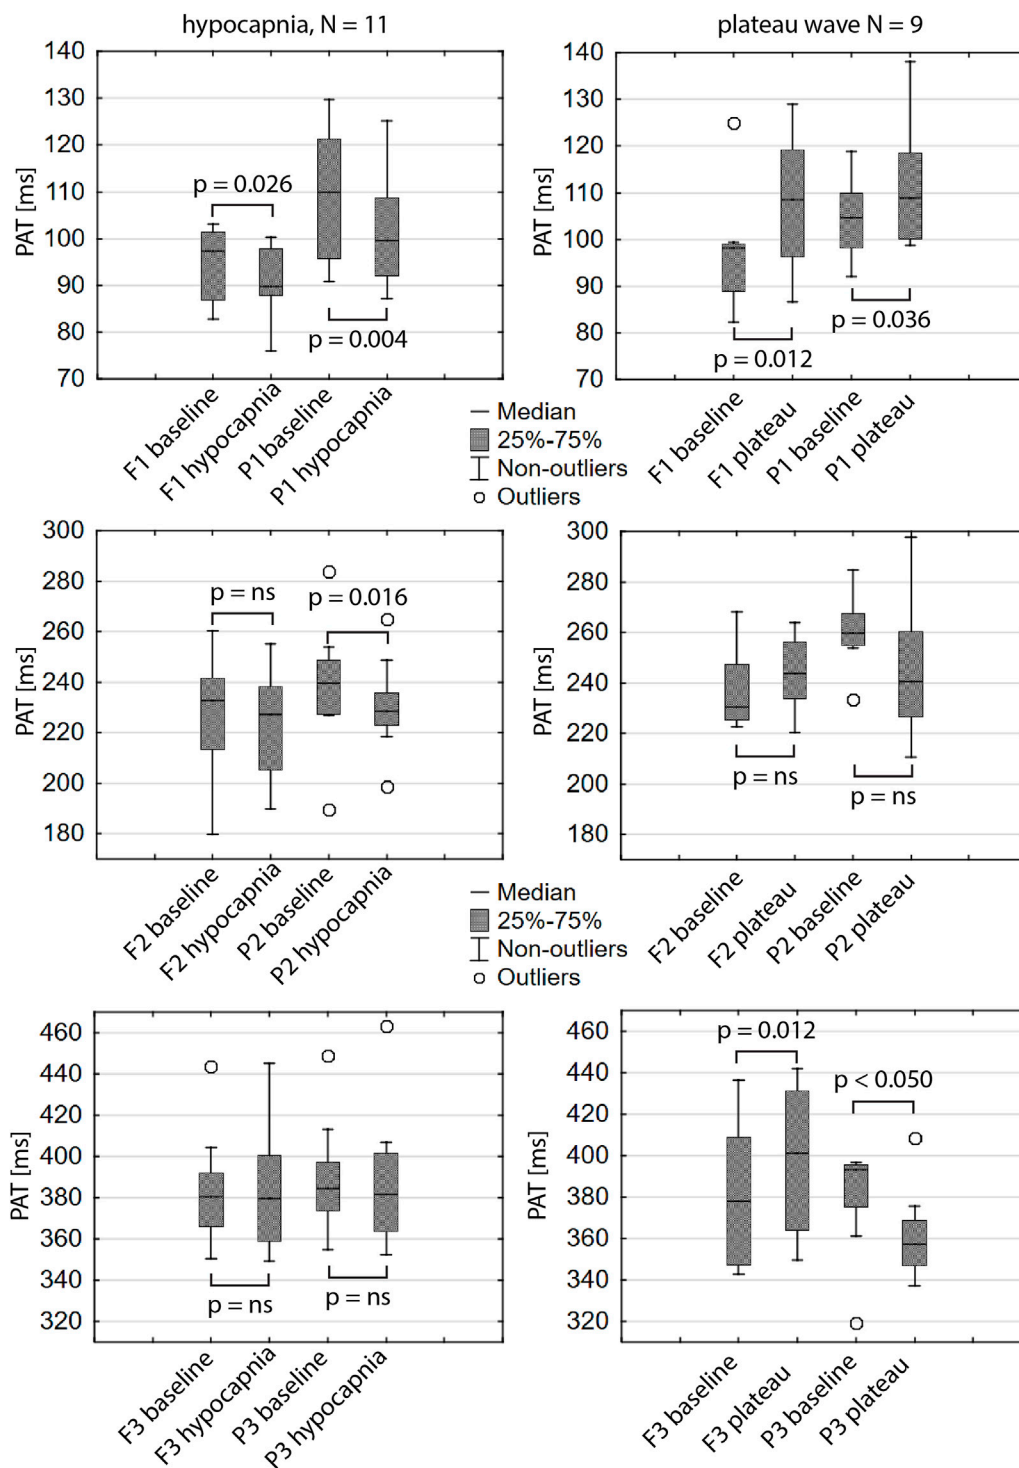 hypocapnia, N = 11
140
130
120
110
100
90
80
70
PAT [ms]
p = 0.026
p = 0.004
F1 baseline
F1 hypocapnia
P1 baseline
P1 hypocapnia
plateau wave N = 9
140
130
120
110
100
90
80
70
PAT [ms]
p = 0.012
p = 0.036
F1 baseline
F1 plateau
P1 baseline
P1 plateau
Median
25%-75%
Non-outliers
Outliers
300
280
260
240
220
200
180
PAT [ms]
p = ns
p = 0.016
F2 baseline
F2 hypocapnia
P2 baseline
P2 hypocapnia
300
280
260
240
220
200
180
PAT [ms]
p = ns
p = ns
F2 baseline
F2 plateau
P2 baseline
P2 plateau
Median
25%-75%
Non-outliers
Outliers
460
440
420
400
380
360
340
320
PAT [ms]
p = ns
p = ns
F3 baseline
F3 hypocapnia
P3 baseline
P3 hypocapnia
460
440
420
400
380
360
340
320
PAT [ms]
p = 0.012
p < 0.050
F3 baseline
F3 plateau
P3 baseline
P3 plateau